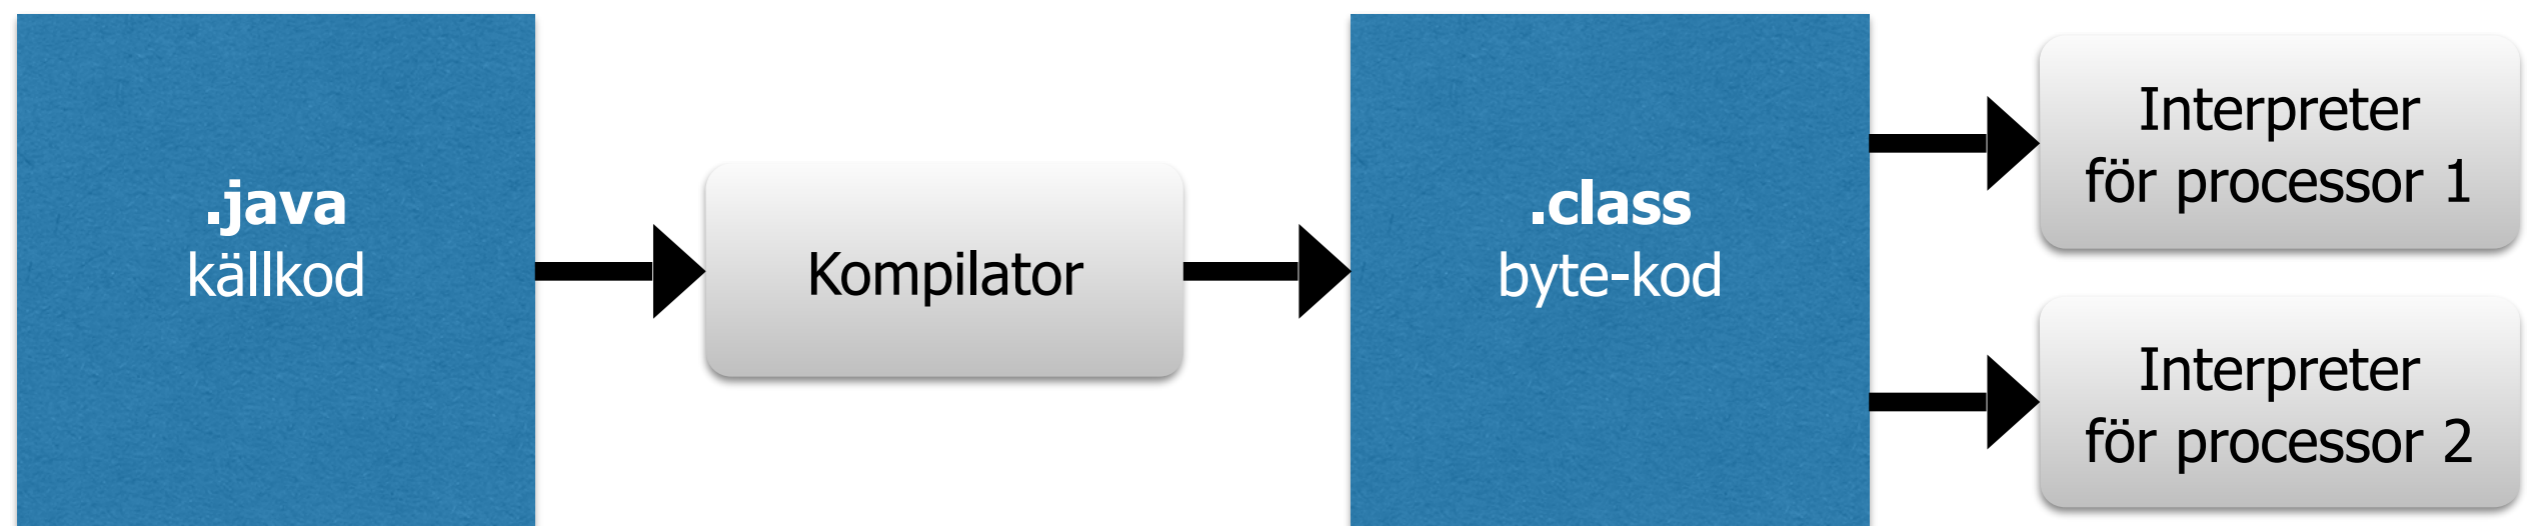 .java
källkod
Kompilator
.class
byte-kod
Interpreter
för processor 1
Interpreter
för processor 2